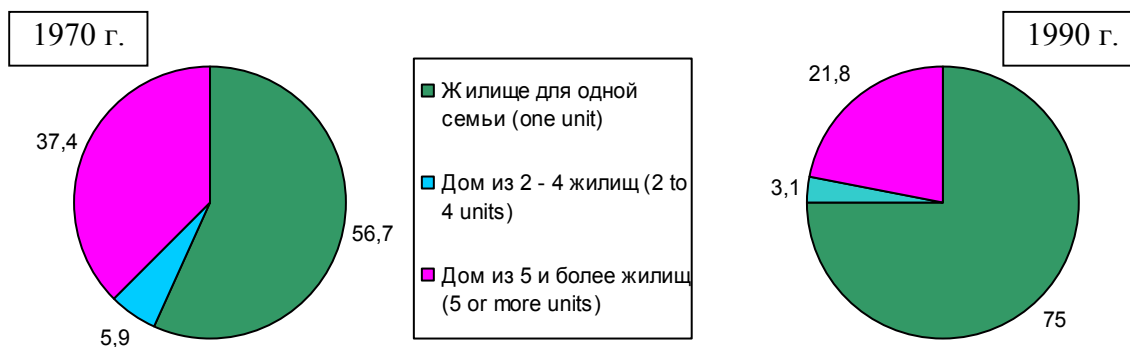 1970 г.
37,4
56,7
5,9
Жилище для одной
семьи (one unit)
Дом из 2 - 4 жилищ (2 to
4 units)
Дом из 5 и более жилищ
(5 or more units)
1990 г.
21,8
3,1
75